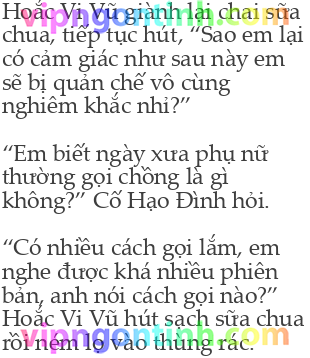 vipngontinh.com
Hoắc Vi Vũ giành lại chai sữa
chua, tiếp tục hút, “Sao em lại
có cảm giác như sau này em
sẽ bị quản chế vô cùng
nghiêm khắc nhỉ?”
“Em biết ngày xưa phụ nữ
thường gọi chồng là gì
không?” Cố Hạo Đình hỏi.
“Có nhiều cách gọi lắm, em
nghe được khá nhiều phiên
bản, anh nói cách gọi nào?”
Hoắc Vi Vũ hút sạch sữa chua
rồi ném lọ vào thùng rác.
vipngontinh.com